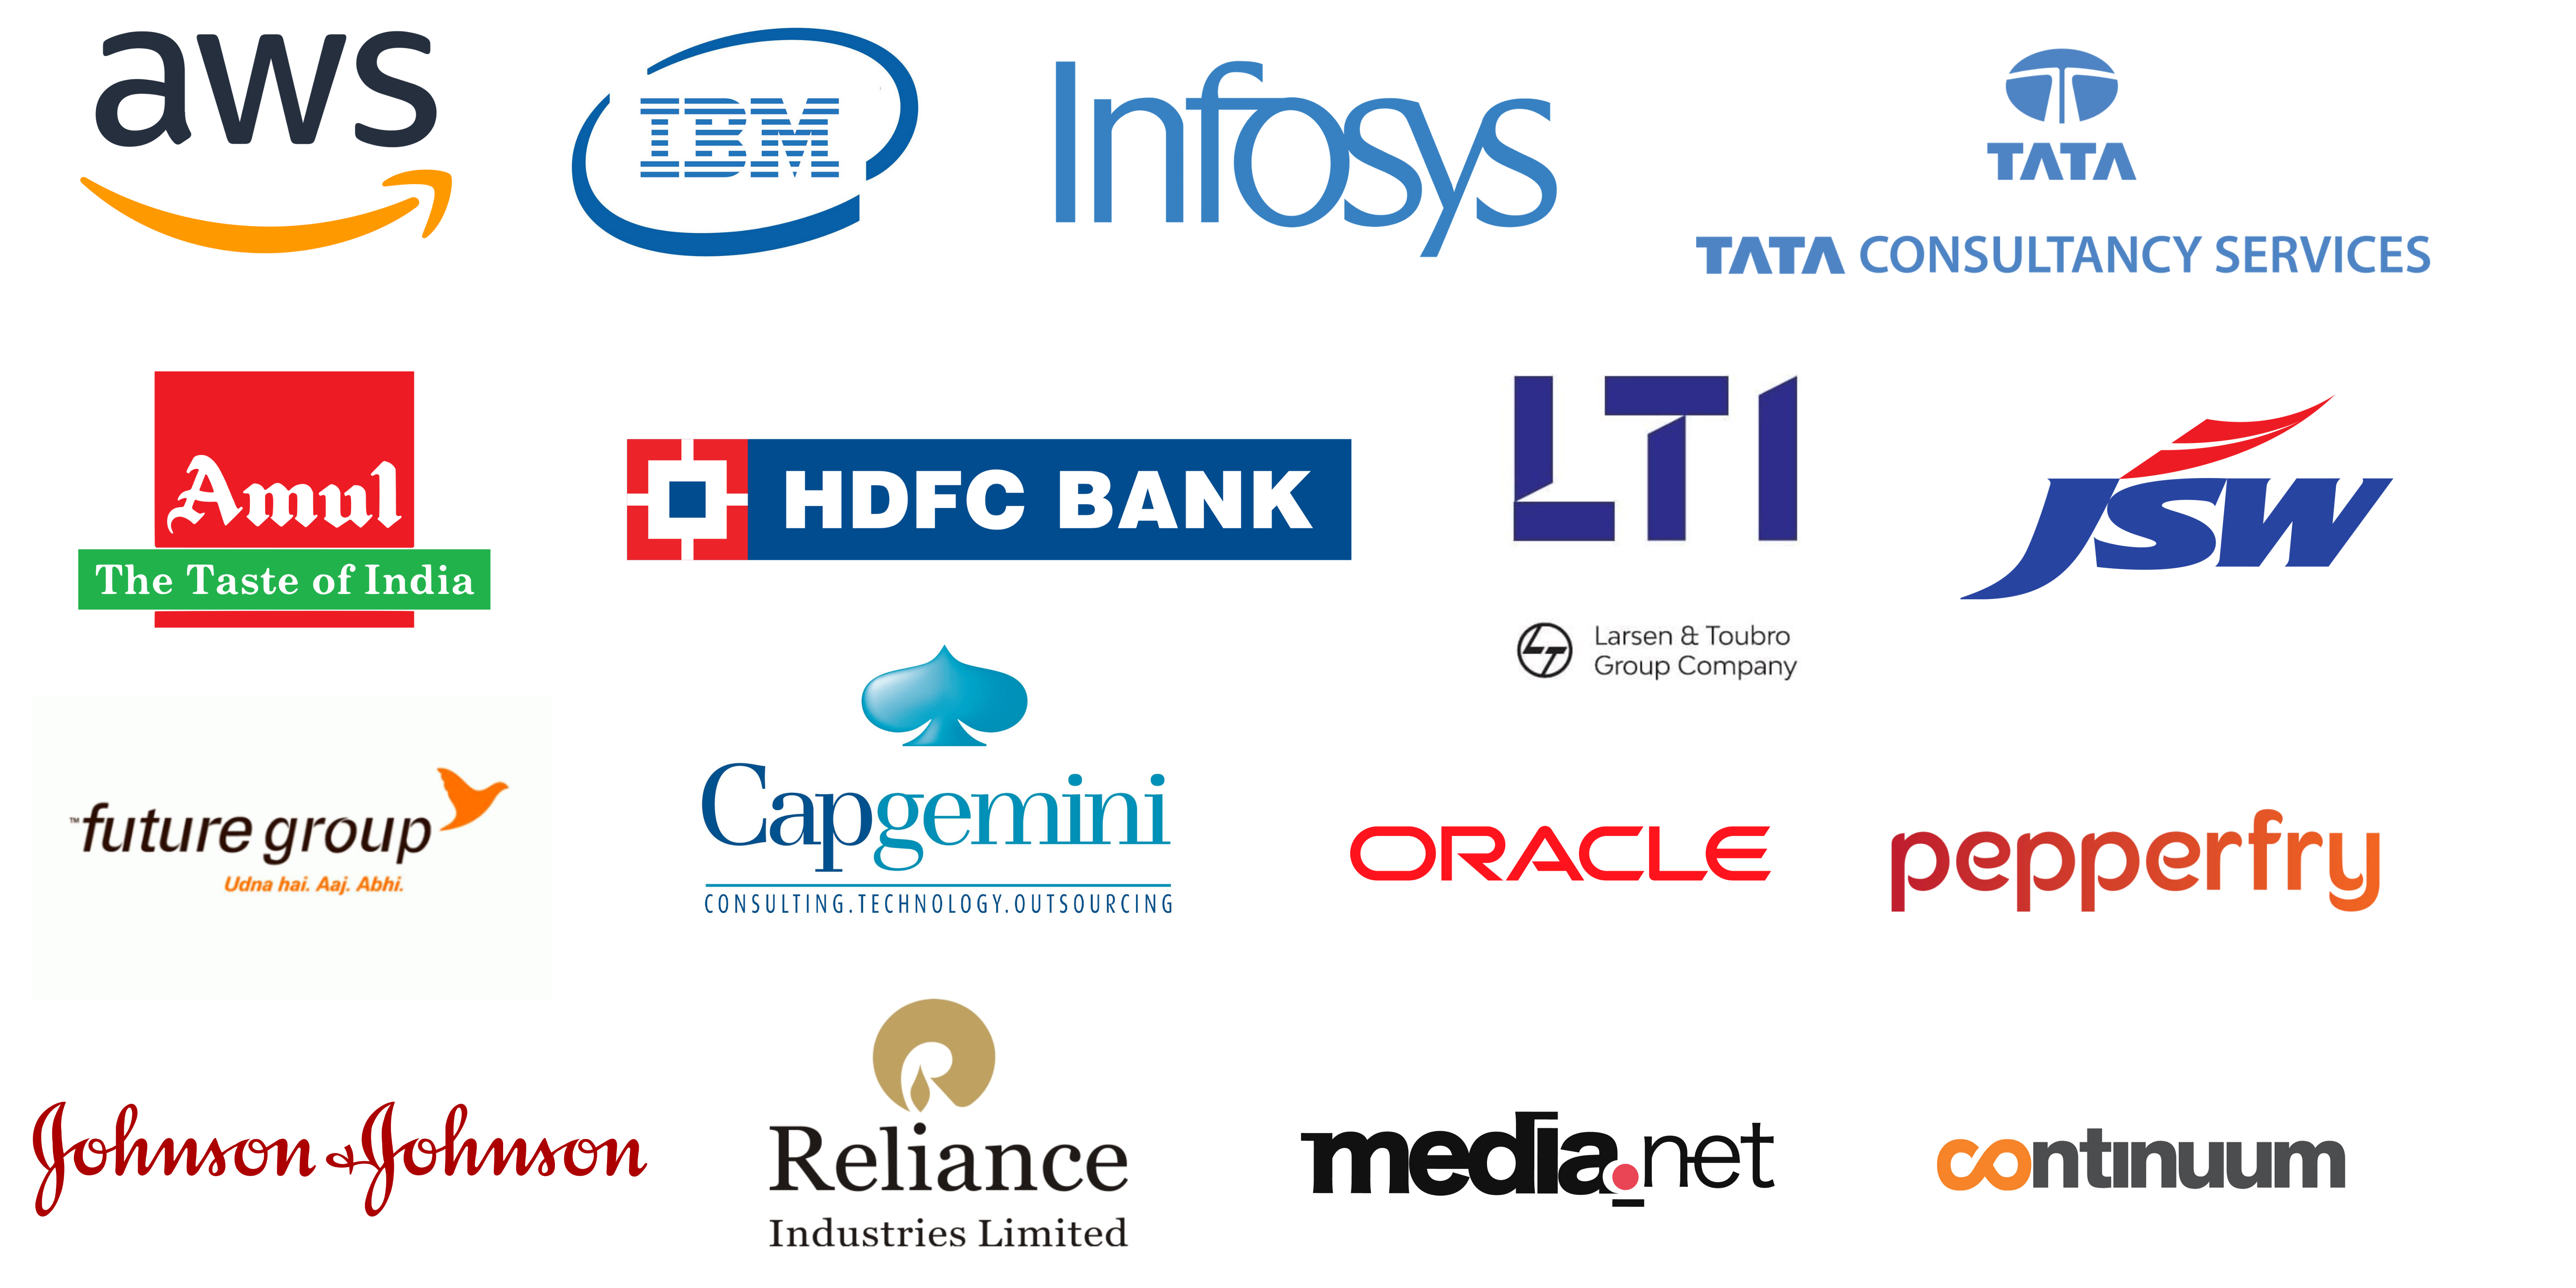 aws
IBM
Infosys
TATA
TATA CONSULTANCY SERVICES
Amul
The Taste of India
HDFC BANK
LTI
LT Larsen & Toubro
Group Company
JSW
™future group
Udna hai. Aaj. Abhi.
Capgemini
CONSULTING.TECHNOLOGY.OUTSOURCING
ORACLE
pepperfry
Johnson & Johnson
Reliance
Industries Limited
media.net
continuum